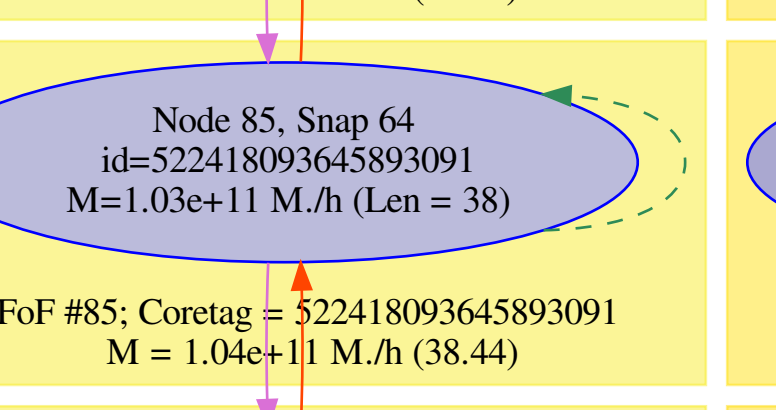 Node 85, Snap 64
id=522418093645893091
M=1.03e+11 M./h (Len = 38)
FoF #85; Coretag = 522418093645893091
M = 1.04e+11 M./h (38.44)